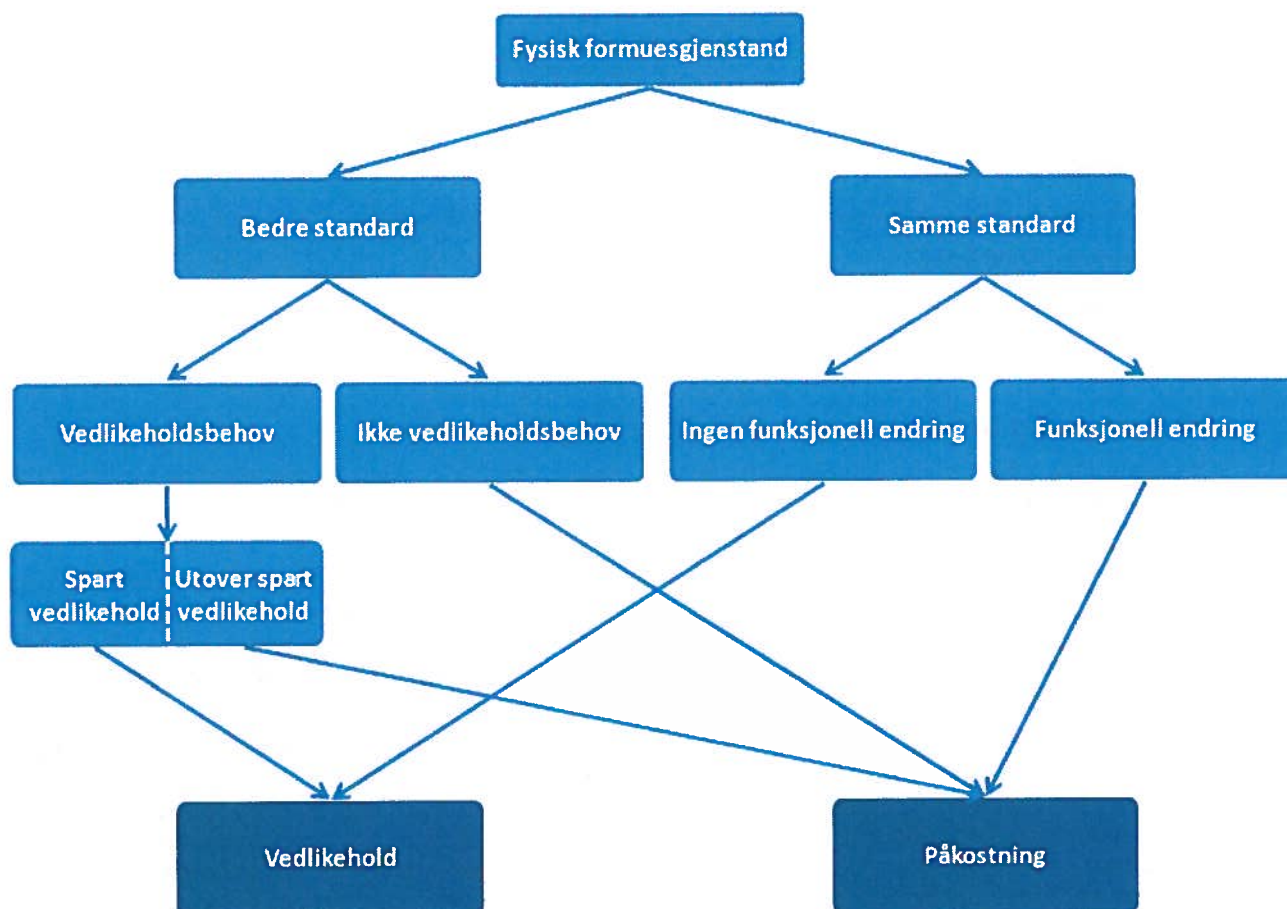 Fysisk formuesgjenstand
Bedre standard
Samme standard
Vedlikeholdsbehov
Ikke vedlikeholdsbehov
Ingen funksjonell endring
Funksjonell endring
Spart
vedlikehold
Utover spart
vedlikehold
Vedlikehold
Påkostning